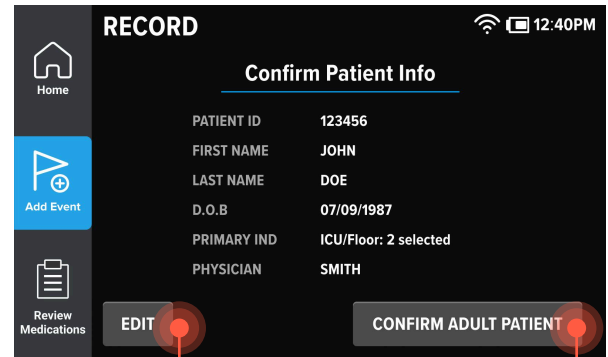 RECORD
12:40PM
Home
Confirm Patient Info
PATIENT ID 123456
FIRST NAME JOHN
LAST NAME DOE
Add Event
D.O.B 07/09/1987
PRIMARY IND ICU/Floor: 2 selected
PHYSICIAN SMITH
Review
Medications
EDIT
CONFIRM ADULT PATIENT